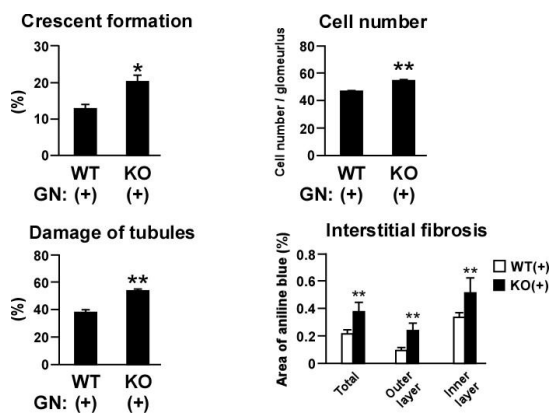 Crescent formation
30
20
10
0
(%)
*
WT KO
GN: (+) (+)
Cell number
Cell number / glomeurlus
80
60
40
20
0
**
WT KO
GN: (+) (+)
Damage of tubules
80
60
40
20
0
(%)
**
WT KO
GN: (+) (+)
Interstitial fibrosis
Area of aniline blue (%)
0.8
0.6
0.4
0.2
0
WT(+)
KO(+)
** ** **
Total
Outer
layer
Inner
layer